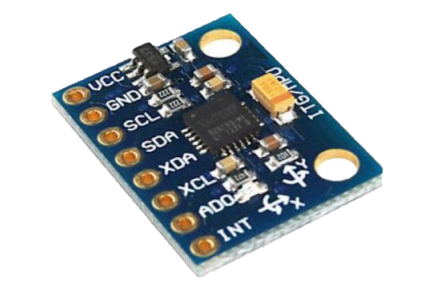 VCC
GND
SCL
SDA
XDA
XCL
ADO
INT
ITG/MPU
Y
X